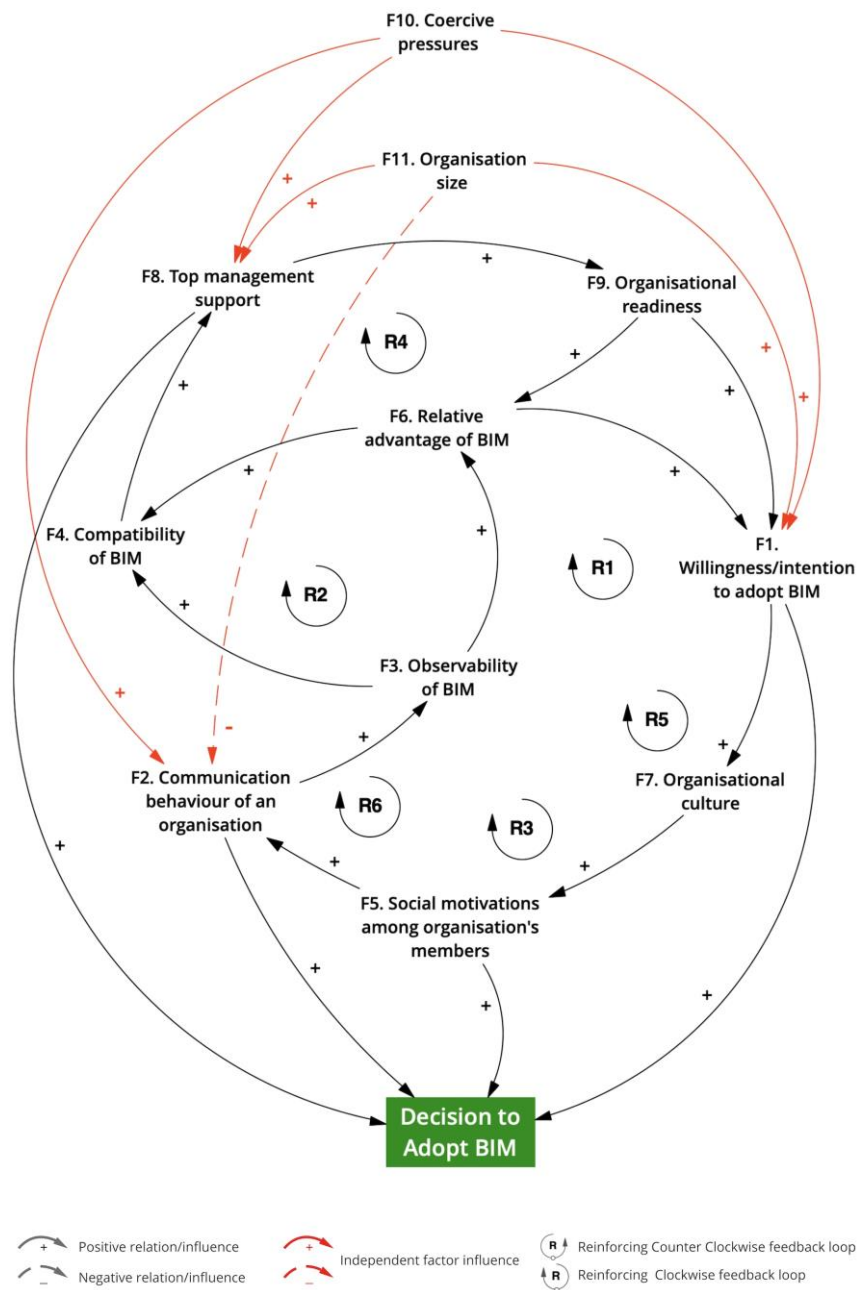 F10. Coercive
pressures
F11. Organisation
size
+
+
F8. Top management
support
+
F9. Organisational
readiness
R4
+
+
+
+
+
F6. Relative
advantage of BIM
+
+
+
F4. Compatibility
of BIM
F1.
Willingness/intention
to adopt BIM
R1
R2
+
F3. Observability
of BIM
+
-
R5
+
+
F2. Communication
behaviour of an
organisation
F7. Organisational
culture
R6
R3
+
+
+
F5. Social motivations
among organisation's
members
+
+
+
Decision to
Adopt BIM
+ Positive relation/influence
_ Negative relation/influence
+
_
Independent factor influence
R Reinforcing Counter Clockwise feedback loop
R Reinforcing Clockwise feedback loop